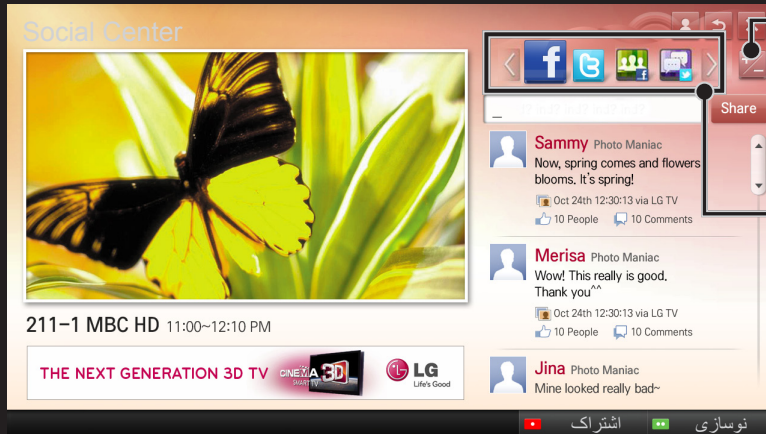 Social Center
Share
Sammy Photo Maniac
Now, spring comes and flowers
blooms. It's spring!
Oct 24th 12:30:13 via LG TV
10 People 10 Comments
Merisa Photo Maniac
Wow! This really is good.
Thank you^^
Oct 24th 12:30:13 via LG TV
10 People 10 Comments
Jina Photo Maniac
Mine looked really bad~
211-1 MBC HD 11:00~12:10 PM
THE NEXT GENERATION 3D TV CINEMA 3D SMART TV LG Life's Good
نوسازی اشتراک